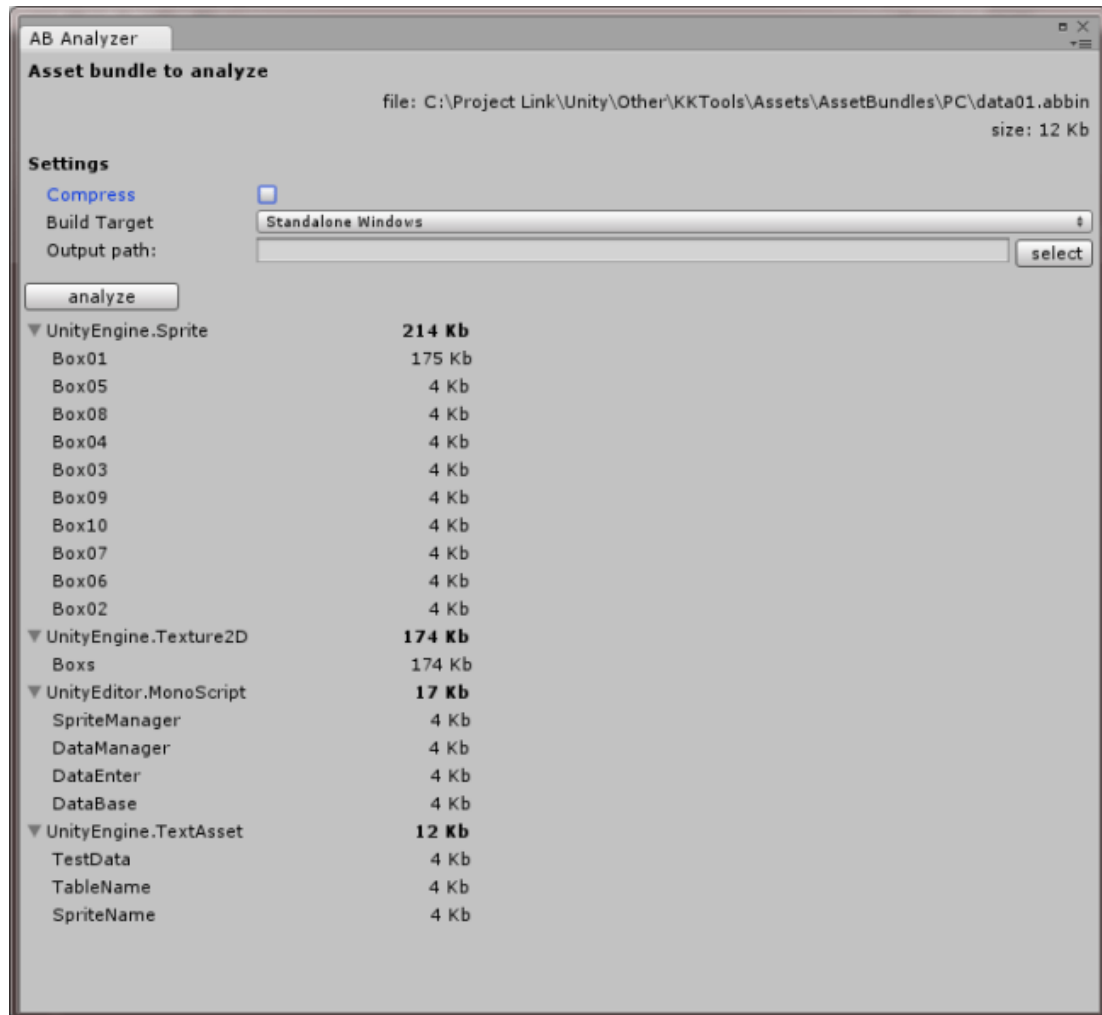 AB Analyzer
Asset bundle to analyze
file: C:\Project Link\Unity\Other\KKTools\Assets\AssetBundles\PC\data01.abbin
size: 12 Kb
Settings
Compress
Build Target Standalone Windows
Output path: select
analyze
UnityEngine.Sprite 214 Kb
Box01 175 Kb
Box05 4 Kb
Box08 4 Kb
Box04 4 Kb
Box03 4 Kb
Box09 4 Kb
Box10 4 Kb
Box07 4 Kb
Box06 4 Kb
Box02 4 Kb
UnityEngine.Texture2D 174 Kb
Boxs 174 Kb
UnityEditor.MonoScript 17 Kb
SpriteManager 4 Kb
DataManager 4 Kb
DataEnter 4 Kb
DataBase 4 Kb
UnityEngine.TextAsset 12 Kb
TestData 4 Kb
TableName 4 Kb
SpriteName 4 Kb